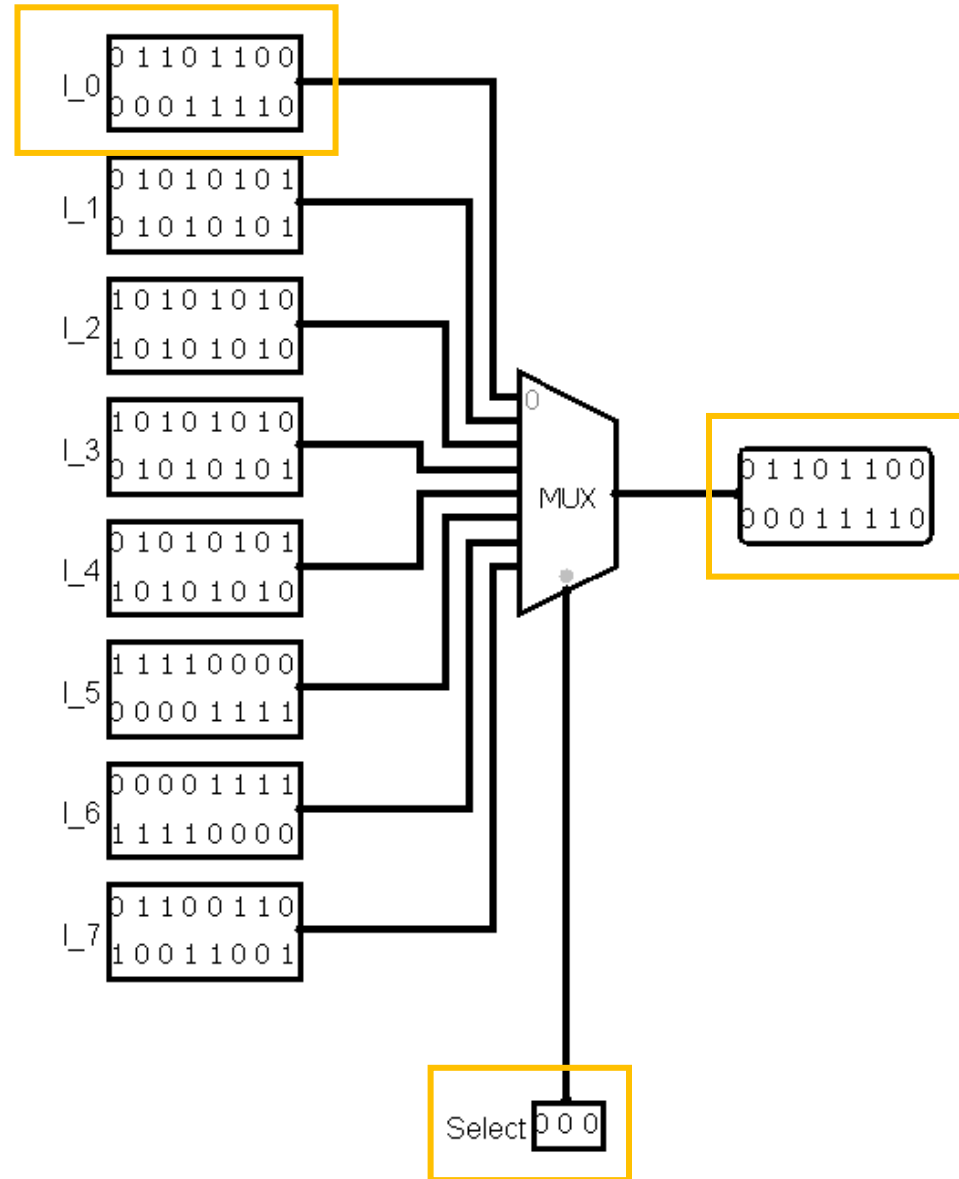 0 1 1 0 1 1 0 0
I_0
0 0 0 1 1 1 1 0
0 1 0 1 0 1 0 1
I_1
0 1 0 1 0 1 0 1
1 0 1 0 1 0 1 0
I_2
1 0 1 0 1 0 1 0
1 0 1 0 1 0 1 0
I_3
0 1 0 1 0 1 0 1
0 1 0 1 0 1 0 1
I_4
1 0 1 0 1 0 1 0
1 1 1 1 0 0 0 0
I_5
0 0 0 0 1 1 1 1
0 0 0 0 1 1 1 1
I_6
1 1 1 1 0 0 0 0
0 1 1 0 0 1 1 0
I_7
1 0 0 1 1 0 0 1
0
MUX
0 1 1 0 1 1 0 0
0 0 0 1 1 1 1 0
Select 0 0 0